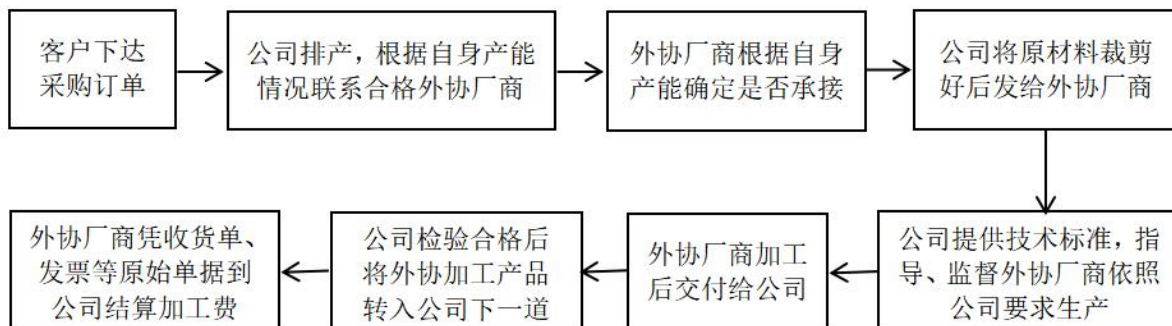 客户下达
采购订单
公司排产，根据自身产能
情况联系合格外协厂商
外协厂商根据自身
产能确定是否承接
公司将原材料裁剪
好后发给外协厂商
公司提供技术标准，指
导、监督外协厂商依照
公司要求生产
外协厂商加工
后交付给公司
公司检验合格后
将外协加工产品
转入公司下一道
外协厂商凭收货单、
发票等原始单据到
公司结算加工费